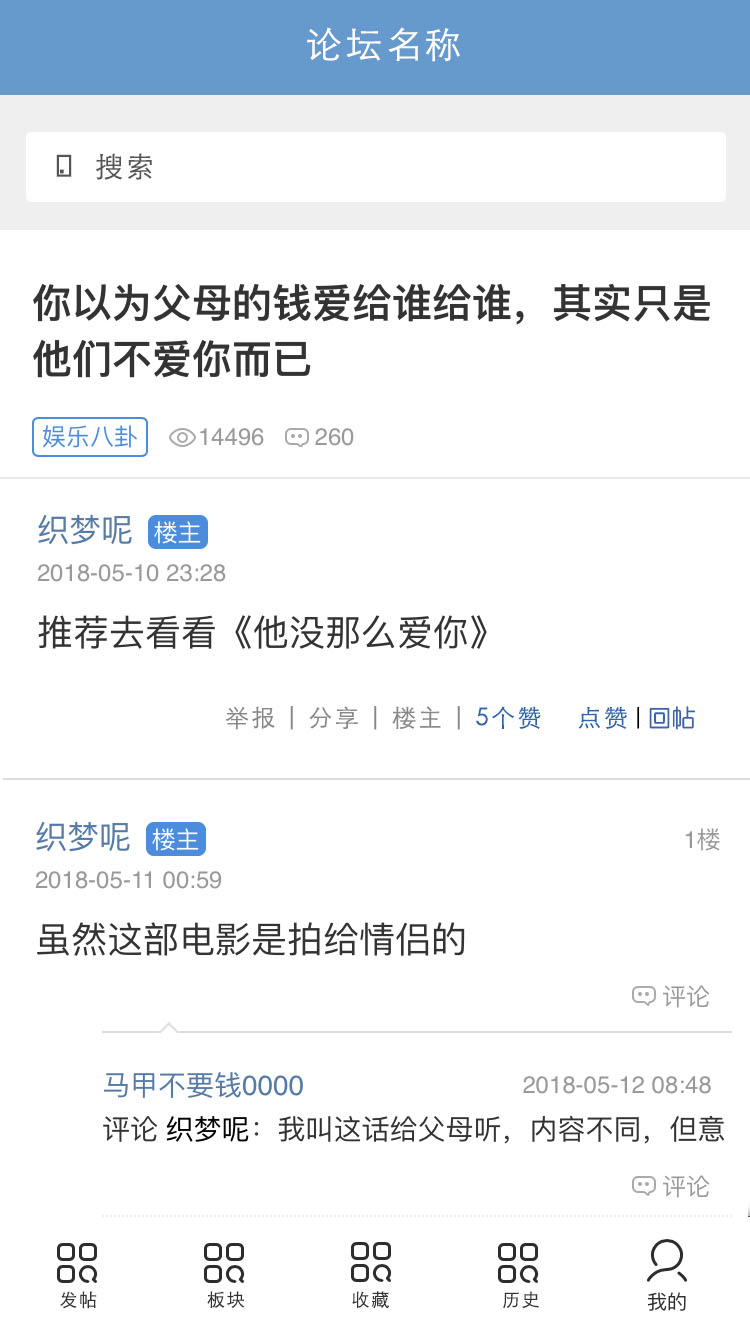 论坛名称
搜索
你以为父母的钱爱给谁给谁，其实只是
他们不爱你而已
娱乐八卦 14496 260
织梦呢 楼主
2018-05-10 23:28
推荐去看看《他没那么爱你》
举报 | 分享 | 楼主 | 5个赞 点赞 | 回帖
织梦呢 楼主 1楼
2018-05-11 00:59
虽然这部电影是拍给情侣的
评论
马甲不要钱0000 2018-05-12 08:48
评论 织梦呢：我叫这话给父母听，内容不同，但意
评论
发帖 板块 收藏 历史 我的